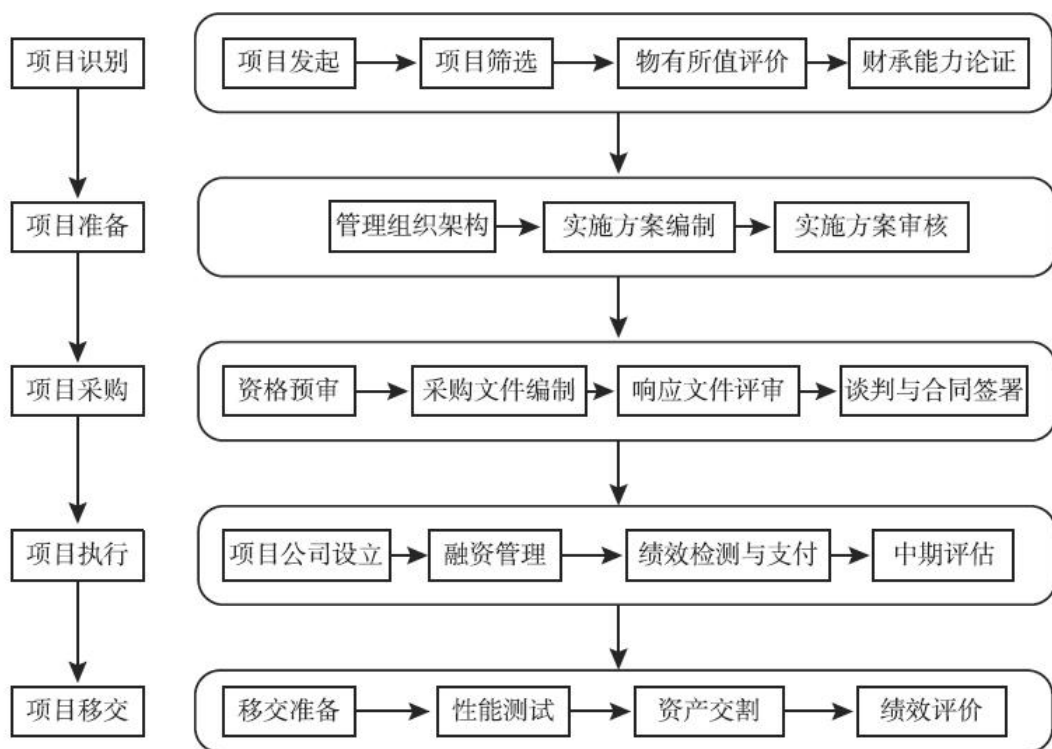 项目识别
项目发起
项目筛选
物有所值评价
财承能力论证
项目准备
管理组织架构
实施方案编制
实施方案审核
项目采购
资格预审
采购文件编制
响应文件评审
谈判与合同签署
项目执行
项目公司设立
融资管理
绩效检测与支付
中期评估
项目移交
移交准备
性能测试
资产交割
绩效评价